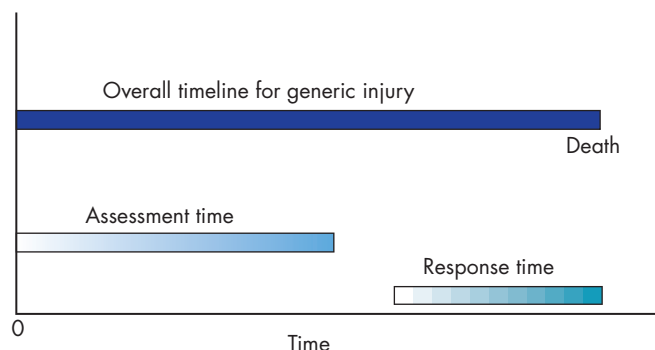 Overall timeline for generic injury
Death
Assessment time
Response time
0
Time